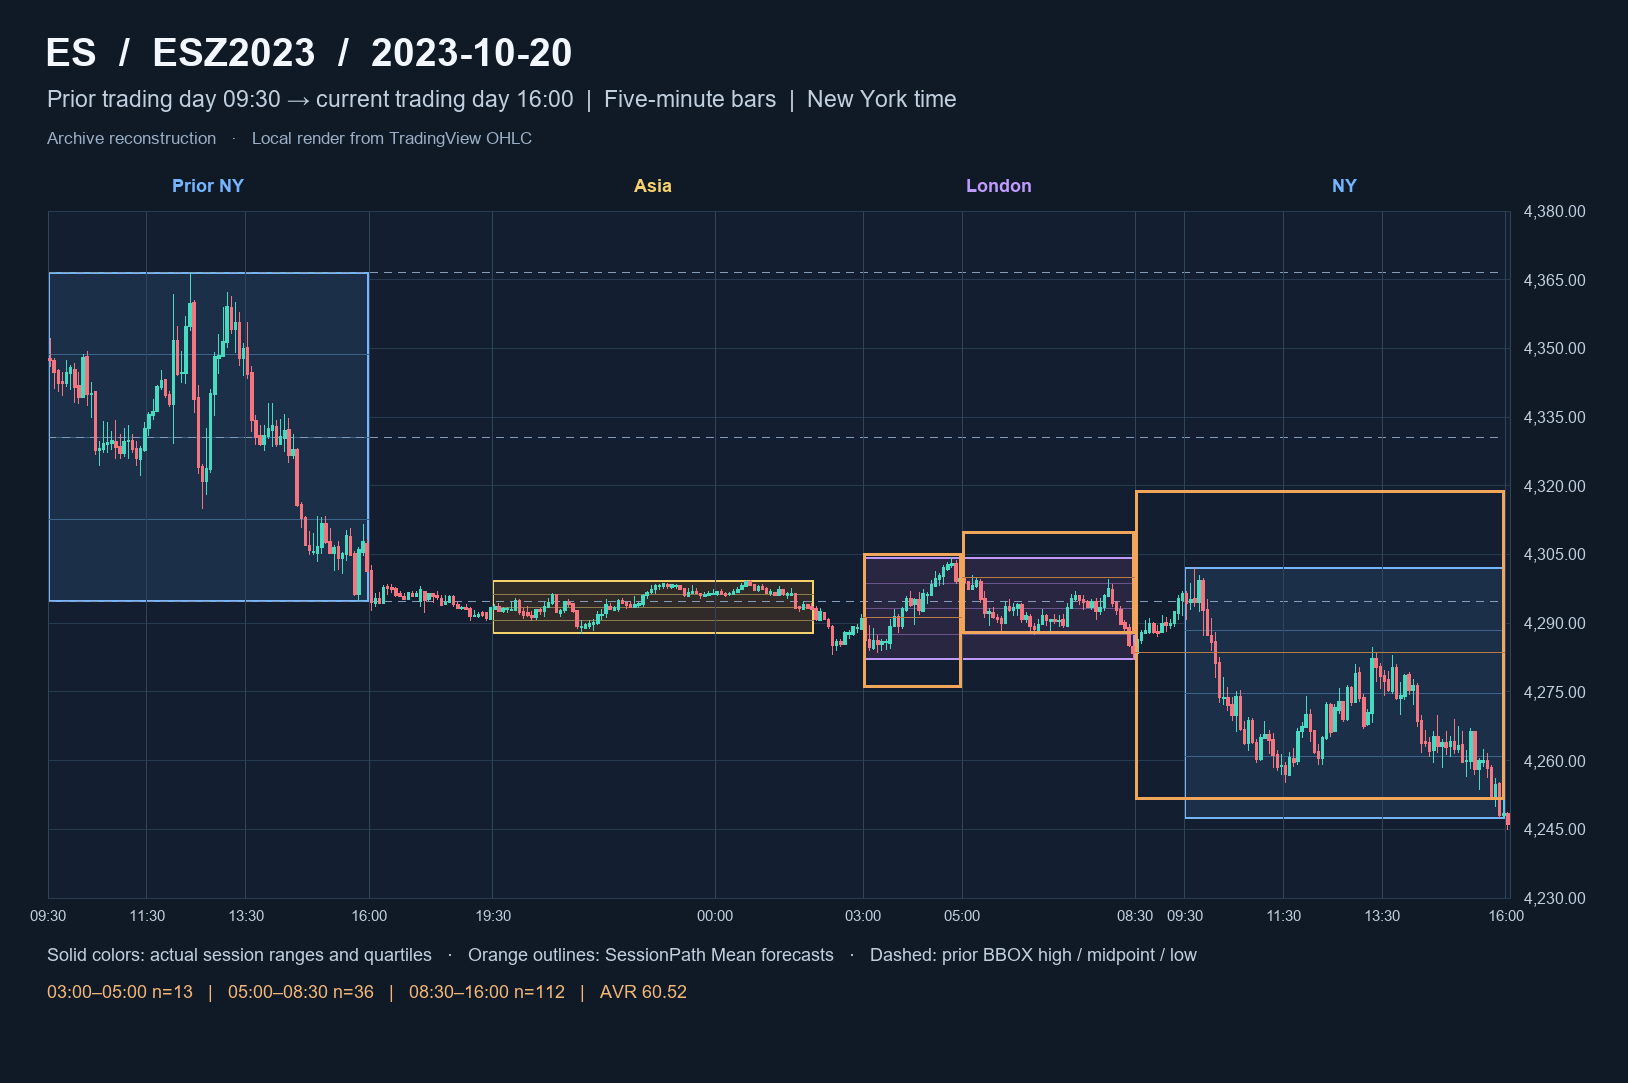 ES / ESZ2023 / 2023-10-20
Prior trading day 09:30 → current trading day 16:00 | Five-minute bars | New York time
Archive reconstruction · Local render from TradingView OHLC
Prior NY Asia London NY
4,380.00
4,365.00
4,350.00
4,335.00
4,320.00
4,305.00
4,290.00
4,275.00
4,260.00
4,245.00
4,230.00
09:30 11:30 13:30 16:00 19:30 00:00 03:00 05:00 08:30 09:30 11:30 13:30 16:00
Solid colors: actual session ranges and quartiles · Orange outlines: SessionPath Mean forecasts · Dashed: prior BBOX high / midpoint / low
03:00–05:00 n=13 | 05:00–08:30 n=36 | 08:30–16:00 n=112 | AVR 60.52